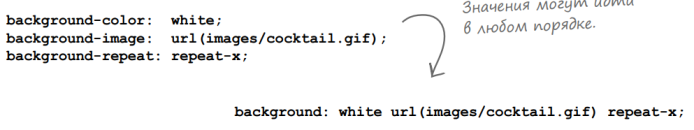 background-color: white;
background-image: url(images/cocktail.gif);
background-repeat: repeat-x;
Значения могут идти
в любом порядке.
background: white url(images/cocktail.gif) repeat-x;